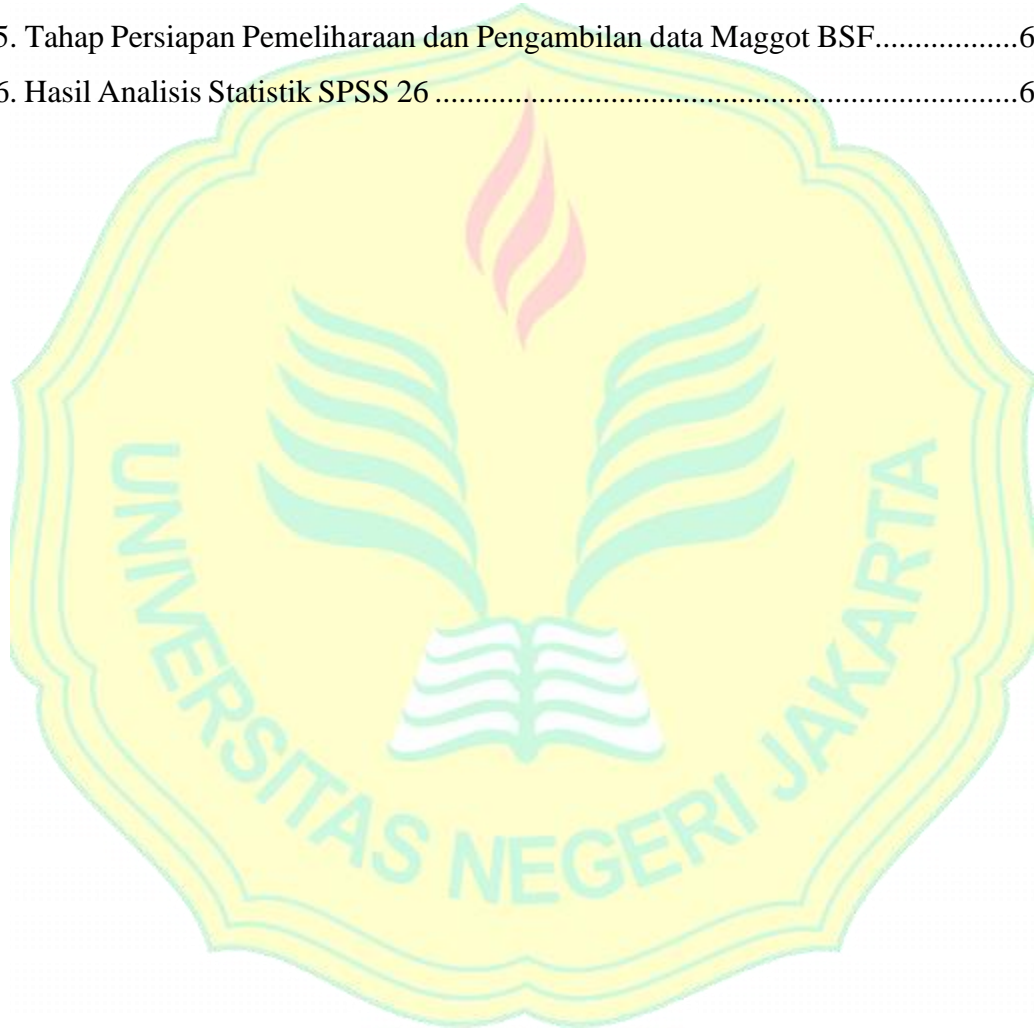 5. Tahap Persiapan Pemeliharaan dan Pengambilan data Maggot BSF.................6
6. Hasil Analisis Statistik SPSS 26 .......................................................................6
UNIVERSITAS NEGERI JAKARTA